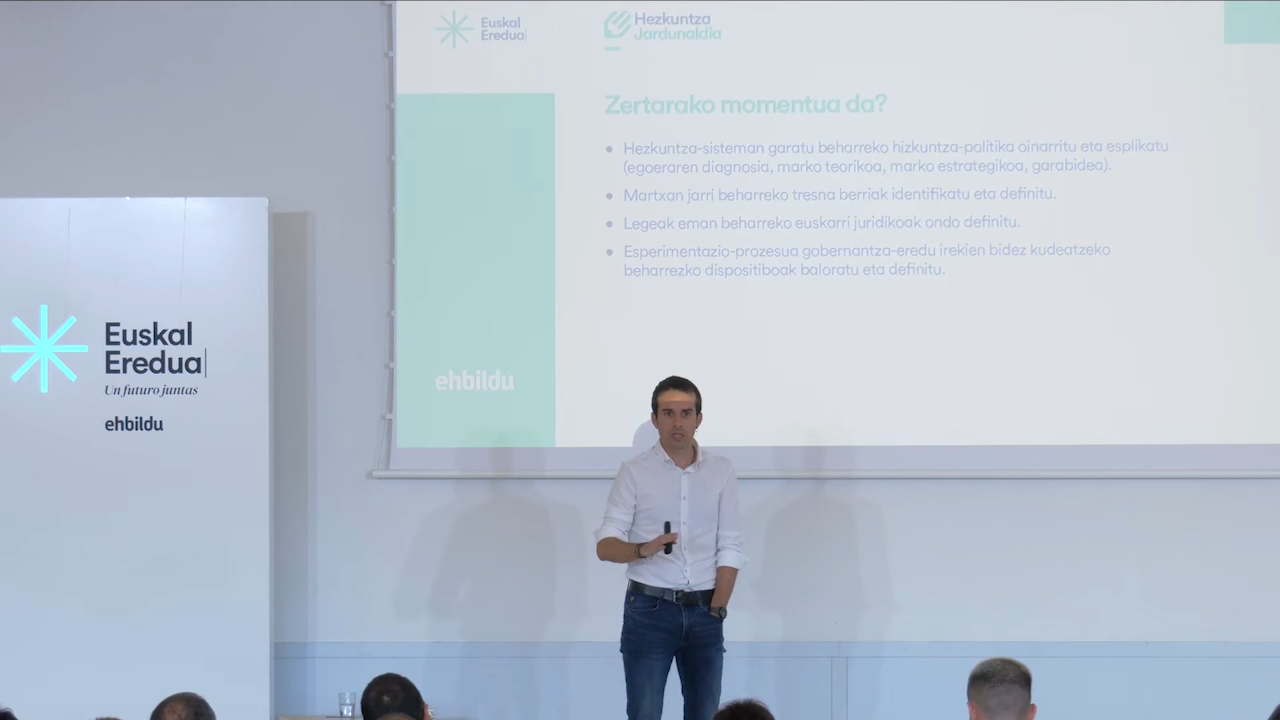 Euskal
Eredua
Hezkuntza
Jardunaldia
Zertarako momentua da?
• Hezkuntza-sisteman garatu beharreko hizkuntza-politika oinarritu eta esplikatu
(egoeraren diagnosia, marko teorikoa, marko estrategikoa, garabidea).
• Martxan jarri beharreko tresna berriak identifikatu eta definitu.
• Legeak eman beharreko euskarri juridikoak ondo definitu.
• Esperimentazio-prozesua gobernantza-eredu irekien bidez kudeatzeko
beharrezko dispositiboak baloratu eta definitu.
ehbildu
Euskal
Eredua
Un futuro juntas
ehbildu